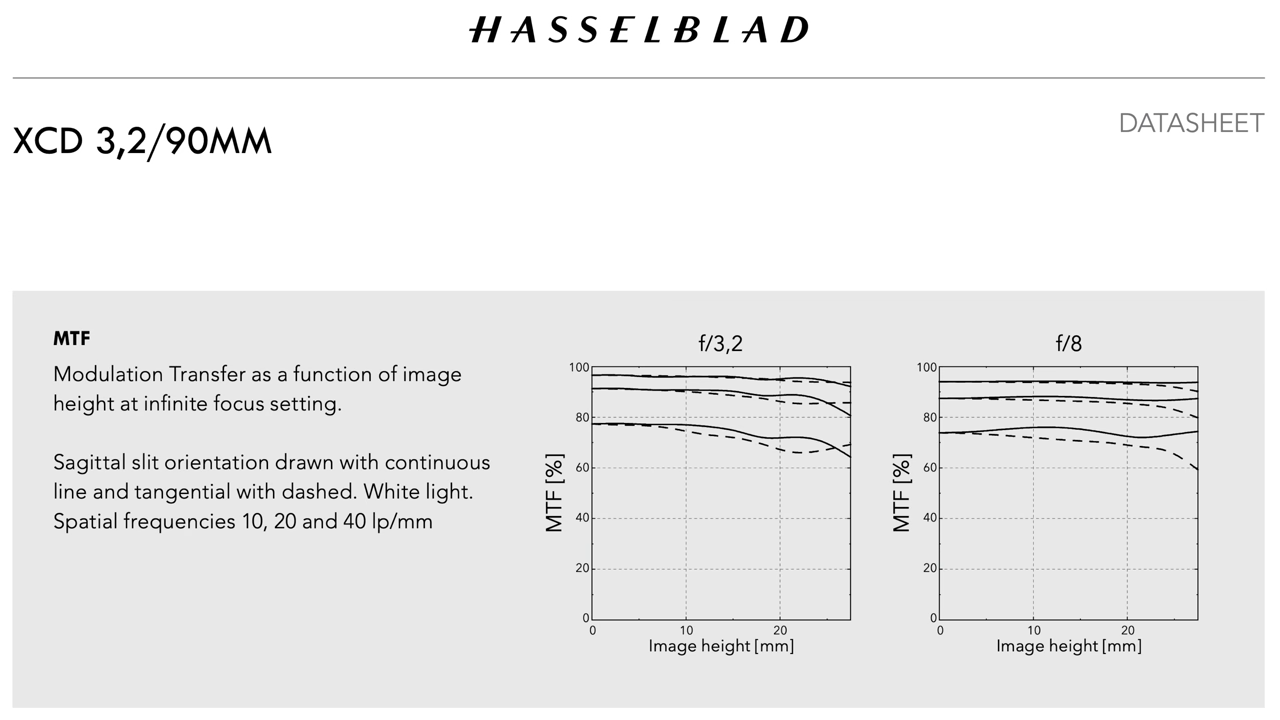 HASSELBLAD
XCD 3,2/90MM
DATASHEET
MTF
Modulation Transfer as a function of image
height at infinite focus setting.
Sagittal slit orientation drawn with continuous
line and tangential with dashed. White light.
Spatial frequencies 10, 20 and 40 lp/mm
f/3,2
100
80
60
40
20
0
MTF [%]
0 10 20
Image height [mm]
f/8
100
80
60
40
20
0
MTF [%]
0 10 20
Image height [mm]